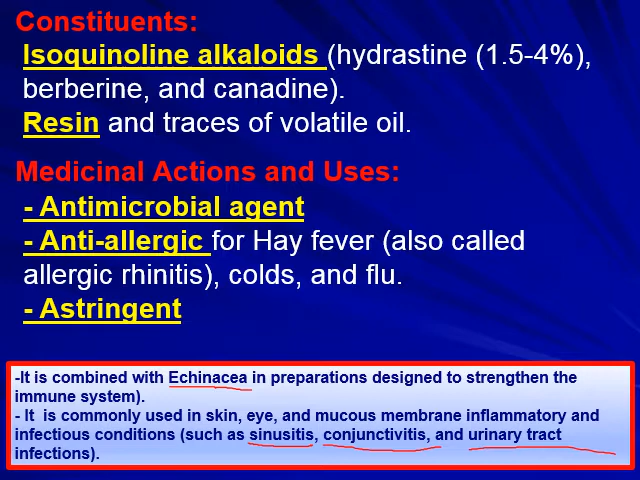 Constituents:
Isoquinoline alkaloids (hydrastine (1.5-4%),
berberine, and canadine).
Resin and traces of volatile oil.
Medicinal Actions and Uses:
- Antimicrobial agent
- Anti-allergic for Hay fever (also called
allergic rhinitis), colds, and flu.
- Astringent
-It is combined with Echinacea in preparations designed to strengthen the
immune system).
- It is commonly used in skin, eye, and mucous membrane inflammatory and
infectious conditions (such as sinusitis, conjunctivitis, and urinary tract
infections).